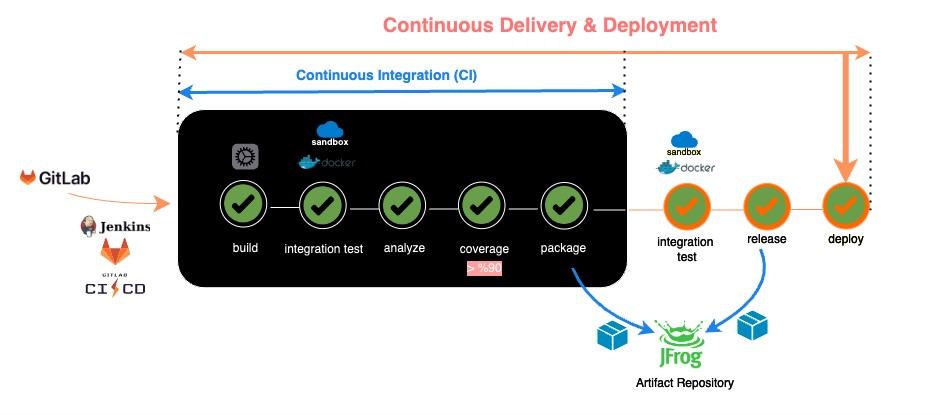 Continuous Delivery & Deployment
Continuous Integration (CI)
sandbox
docker
sandbox
docker
GitLab
Jenkins
GITLAB
CI CD
build
integration test
analyze
coverage
> %90
package
integration
test
release
deploy
JFrog
Artifact Repository